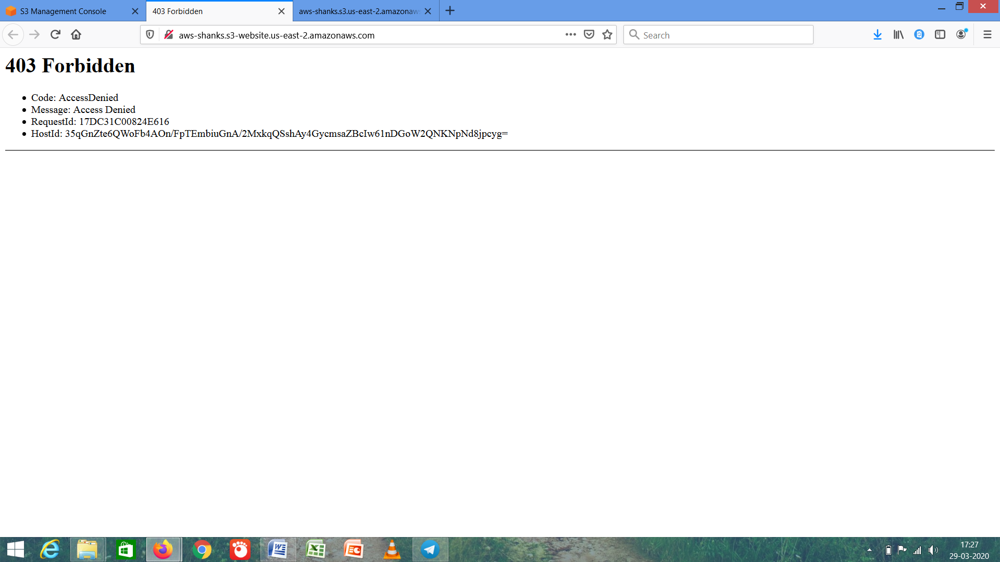 S3 Management Console
403 Forbidden
aws-shanks.s3.us-east-2.amazonaws
aws-shanks.s3-website.us-east-2.amazonaws.com
Search
403 Forbidden
Code: AccessDenied
Message: Access Denied
RequestId: 17DC31C00824E616
HostId: 35qGnZte6QWoFb4AOn/FpTEmbiuGnA/2MxkqQSshAy4GycmsaZBcIw61nDGoW2QNKNpNd8jpcyg=
17:27
29-03-2020